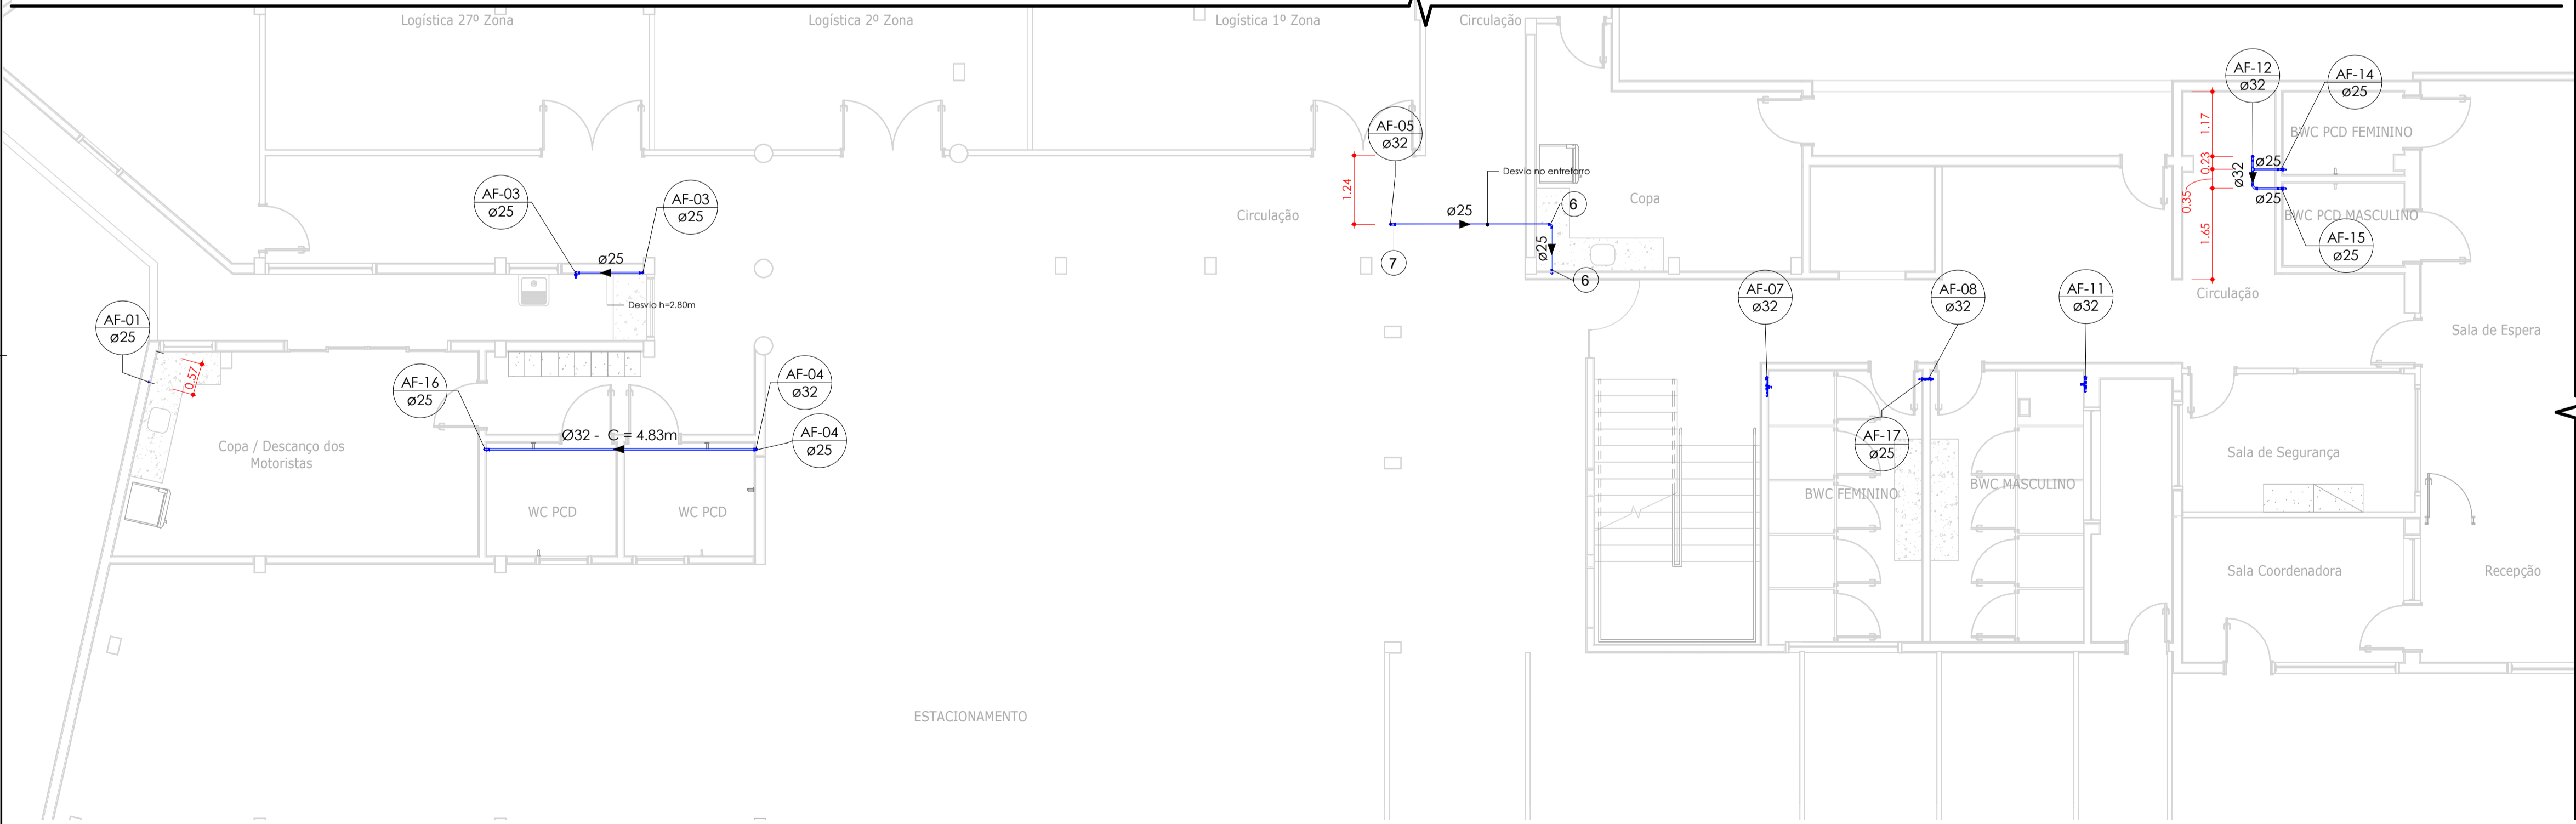 Logística 27º Zona
Logística 2º Zona
Logística 1º Zona
Circulação
AF-12
ø32
AF-14
ø25
AF-05
ø32
1.17
BWC PCD FEMININO
Desvio no entreforro
0.23
ø25
ø32
AF-03
ø25
AF-03
ø25
1.24
Circulação
ø25
6
Copa
0.35
ø25
BWC PCD MASCULINO
1.65
AF-15
ø25
ø25
7
ø25
6
Desvio h=2.80m
AF-01
ø25
AF-07
ø32
AF-08
ø32
AF-11
ø32
Circulação
Sala de Espera
0.57
AF-16
ø25
AF-04
ø32
Ø32 - C = 4.83m
AF-04
ø25
AF-17
ø25
Copa / Descanço dos
Motoristas
Sala de Segurança
BWC FEMININO
BWC MASCULINO
WC PCD
WC PCD
Sala Coordenadora
Recepção
ESTACIONAMENTO